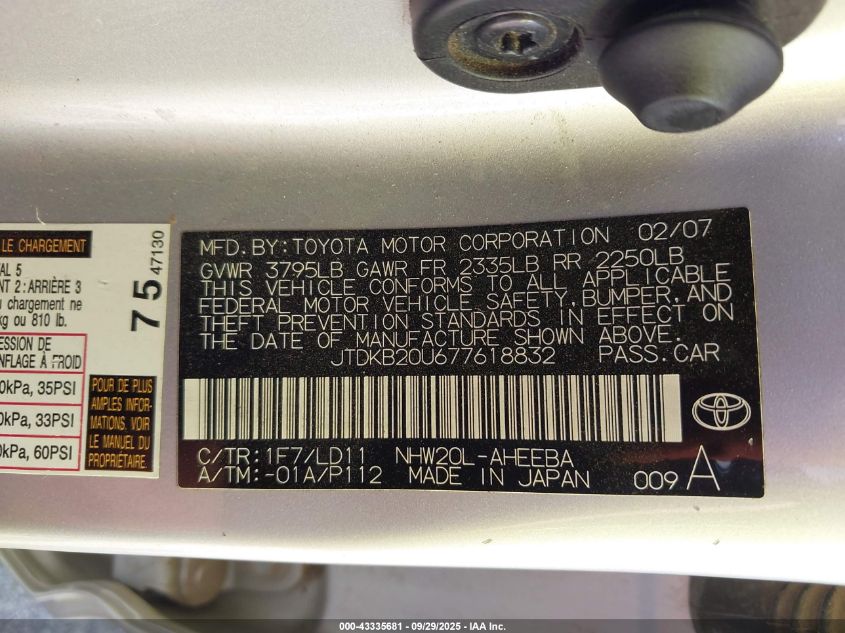 LE CHARGEMENT
AL 5
NT 2:ARRIÈRE 3
u chargement ne
kg ou 810 lb.
ESSION DE
NFLAGE À FROID
0kPa, 35PSI
0kPa, 33PSI
0kPa, 60PSI
75 47130
POUR DE PLUS
AMPLES INFOR-
MATIONS, VOIR
LE MANUEL DU
PROPRIÉTAIRE.
MFD.BY:TOYOTA MOTOR CORPORATION 02/07
GVWR 3795LB GAWR FR 2335LB RR 2250LB
THIS VEHICLE CONFORMS TO ALL APPLICABLE
FEDERAL MOTOR VEHICLE SAFETY,BUMPER,AND
THEFT PREVENTION STANDARDS IN EFFECT ON
THE DATE OF MANUFACTURE SHOWN ABOVE.
JTDKB20U677618832 PASS.CAR
C/TR:1F7/LD11 NHW20L-AHEEBA
A/TM:-01A/P112 MADE IN JAPAN 009 A
000-43335681 - 09/29/2025 - IAA Inc.